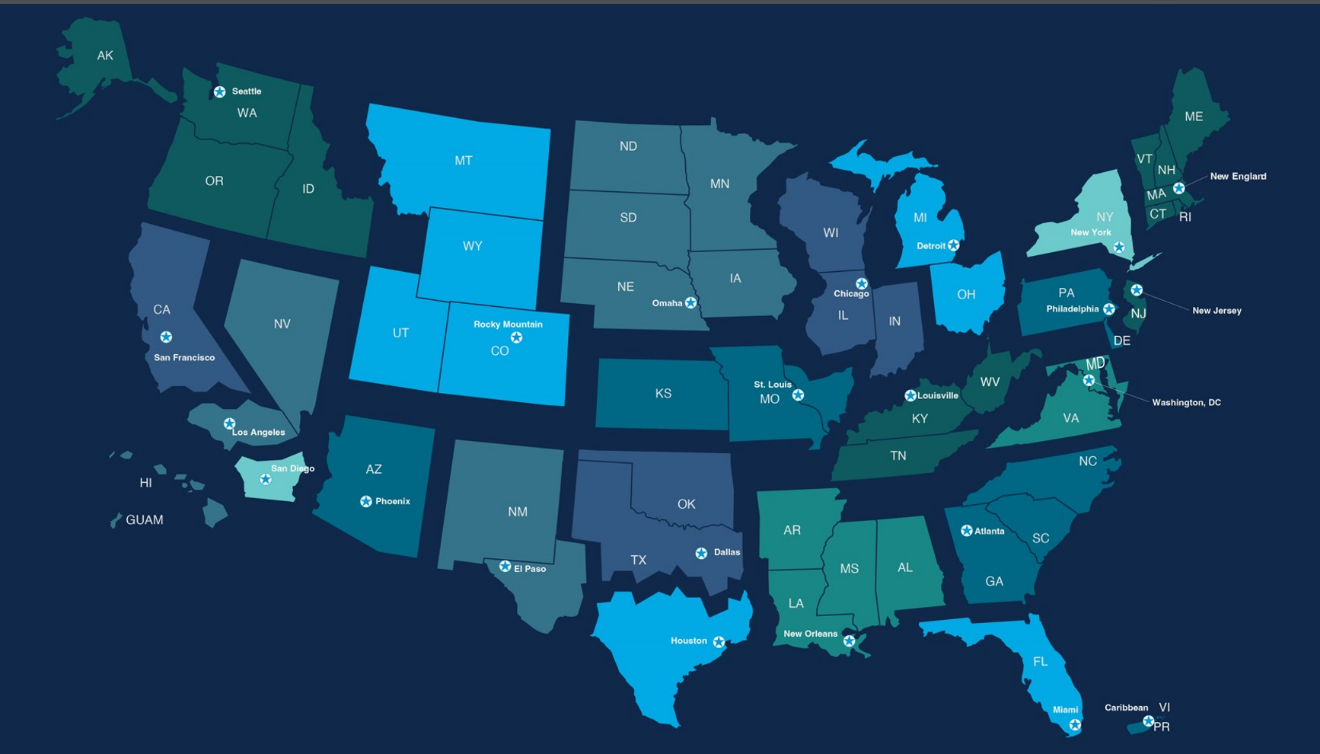 AK
Seattle
WA
OR
ID
MT
WY
UT
Rocky Mountain
CO
ND
MN
SD
NE
IA
Omaha
WI
Chicago
IL
IN
MI
Detroit
OH
ME
VT
NH
MA
CT
RI
New England
NY
New York
PA
Philadelphia
NJ
New Jersey
DE
MD
Washington, DC
VA
WV
Louisville
KY
TN
KS
St. Louis
MO
CA
San Francisco
NV
Los Angeles
San Diego
HI
GUAM
AZ
Phoenix
NM
El Paso
OK
TX
Dallas
Houston
AR
LA
MS
AL
New Orleans
NC
SC
Atlanta
GA
FL
Miami
Caribbean
VI
PR